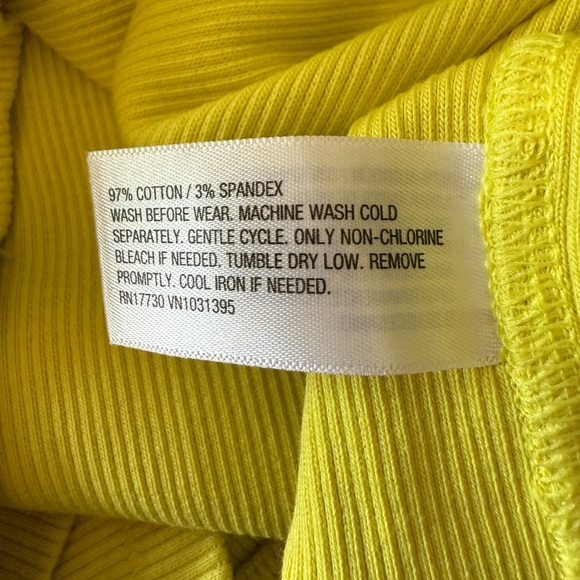 97% COTTON / 3% SPANDEX
WASH BEFORE WEAR. MACHINE WASH COLD
SEPARATELY. GENTLE CYCLE. ONLY NON-CHLORINE
BLEACH IF NEEDED. TUMBLE DRY LOW. REMOVE
PROMPTLY. COOL IRON IF NEEDED.
RN17730 VN1031395